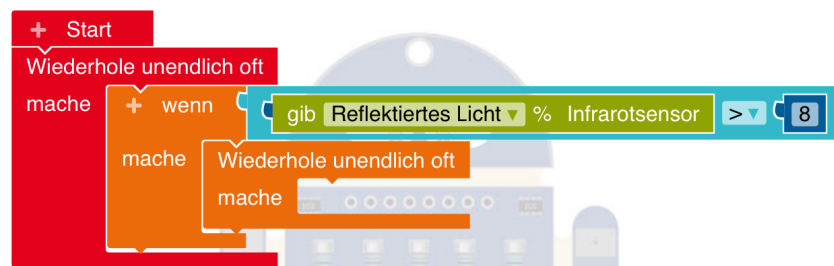 + Start
Wiederhole unendlich oft
mache + wenn gib Reflektiertes Licht ▾ % Infrarotsensor > ▾ 8
mache Wiederhole unendlich oft
mache